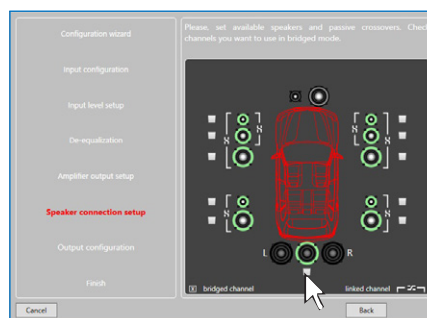 Configuration wizard
Input configuration
Input level setup
De-equalization
Amplifier output setup
Speaker connection setup
Output configuration
Finish
Please, set available speakers and passive crossovers. Check
channels you want to use in bridged mode.
L R
X bridged channel linked channel
Cancel Back